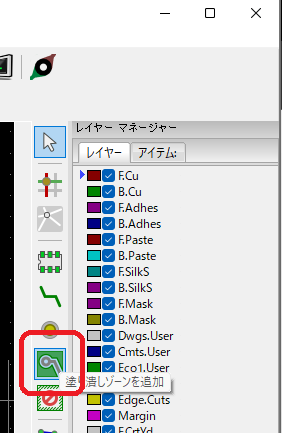 レイヤー マネージャー
レイヤー
アイテム:
F.Cu
B.Cu
F.Adhes
B.Adhes
F.Paste
B.Paste
F.SilkS
B.SilkS
F.Mask
B.Mask
Dwgs.User
Cmts.User
Eco1.User
塗り潰しゾーンを追加
Edge.Cuts
Margin
F.CrtYd